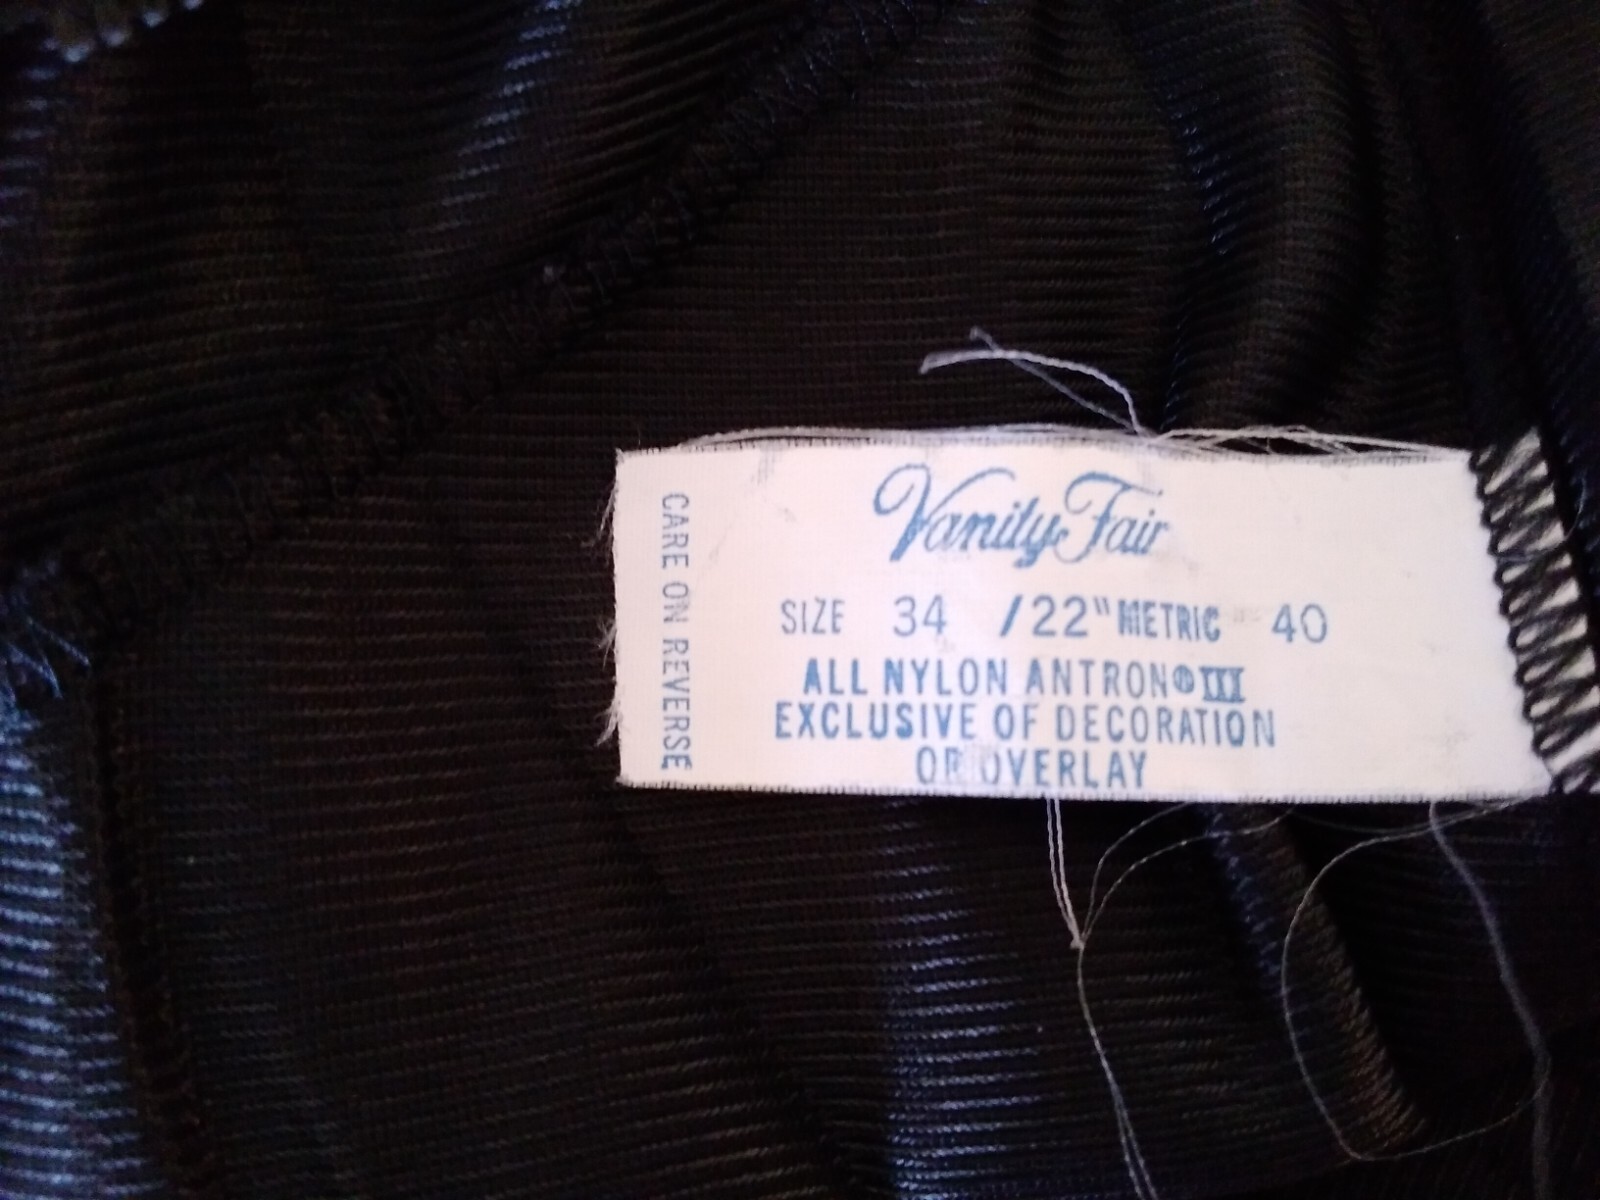 Vanity Fair
SIZE 34 /22" METRIC 40
ALL NYLON ANTRON® III
EXCLUSIVE OF DECORATION
OR OVERLAY
CARE ON REVERSE